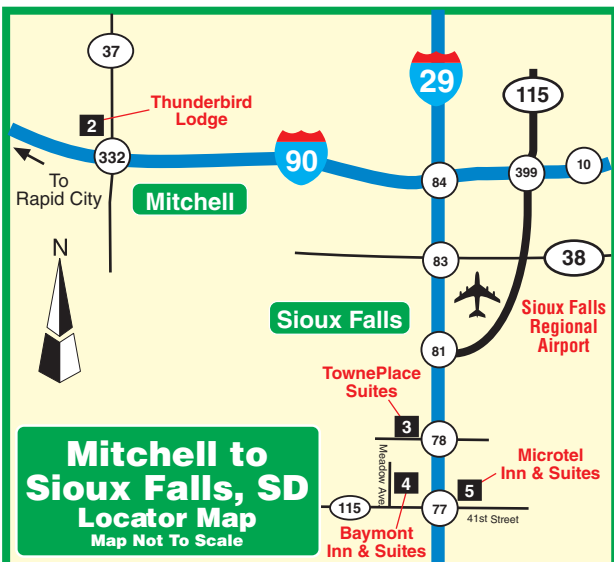 37
29
115
Thunderbird
Lodge
2
332
90
84
399
10
To
Rapid City
Mitchell
N
83
38
Sioux Falls
Sioux Falls
Regional
Airport
81
TownePlace
Suites
3
78
Meadow Ave.
Microtel
Inn & Suites
4
5
115
77
41st Street
Baymont
Inn & Suites
Mitchell to
Sioux Falls, SD
Locator Map
Map Not To Scale